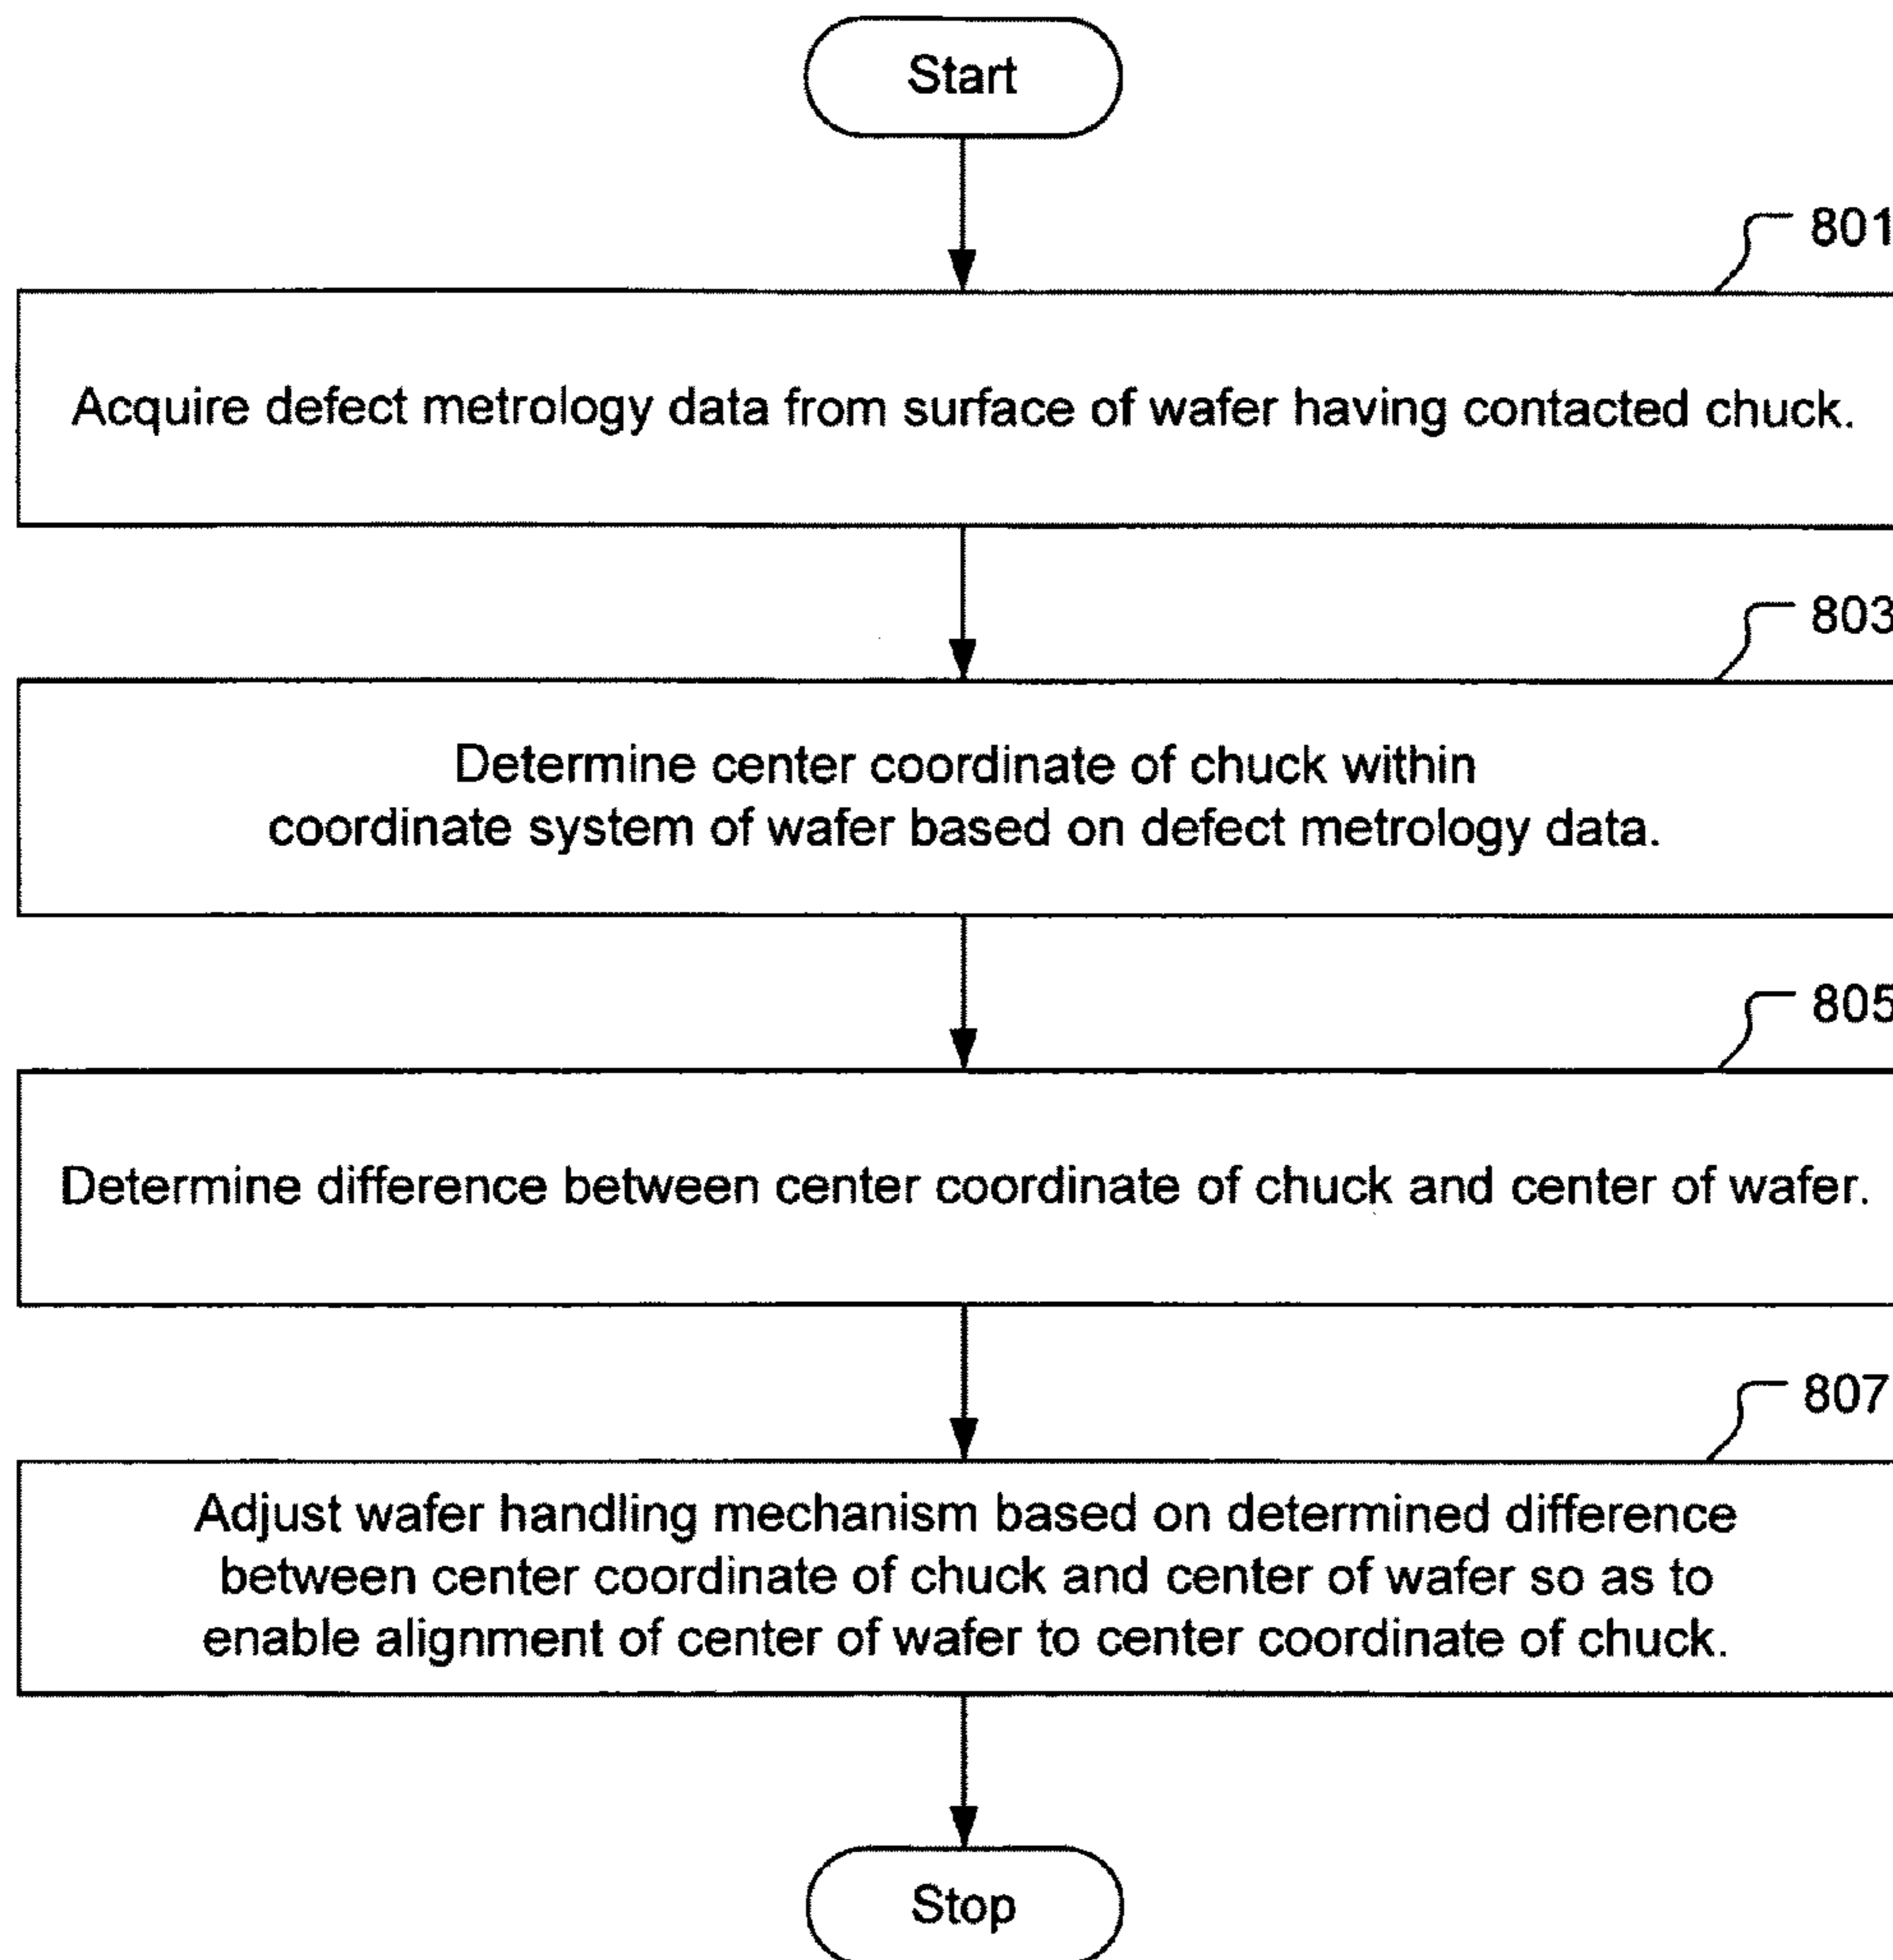 Start
801
Acquire defect metrology data from surface of wafer having contacted chuck.
803
Determine center coordinate of chuck within
coordinate system of wafer based on defect metrology data.
805
Determine difference between center coordinate of chuck and center of wafer.
807
Adjust wafer handling mechanism based on determined difference
between center coordinate of chuck and center of wafer so as to
enable alignment of center of wafer to center coordinate of chuck.
Stop